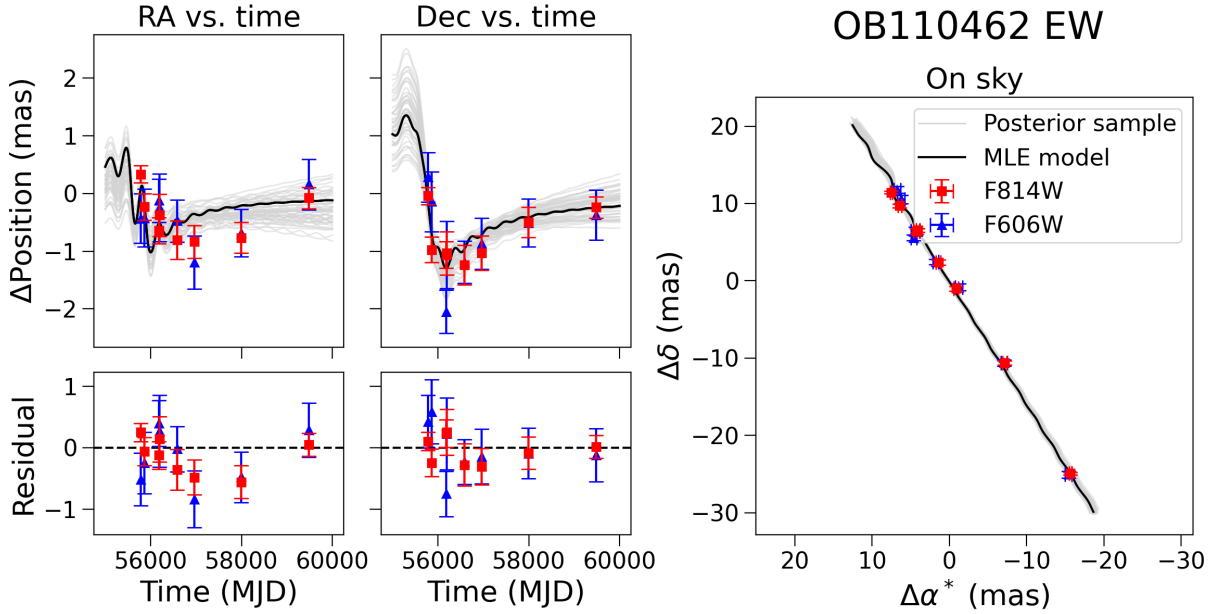 RA vs. time
Dec vs. time
OB110462 EW
On sky
ΔPosition (mas)
2
1
0
−1
−2
Residual
1
0
−1
56000
58000
60000
Time (MJD)
56000
58000
60000
Time (MJD)
Posterior sample
MLE model
F814W
F606W
Δδ (mas)
20
10
0
−10
−20
−30
20
10
0
−10
−20
−30
Δα* (mas)